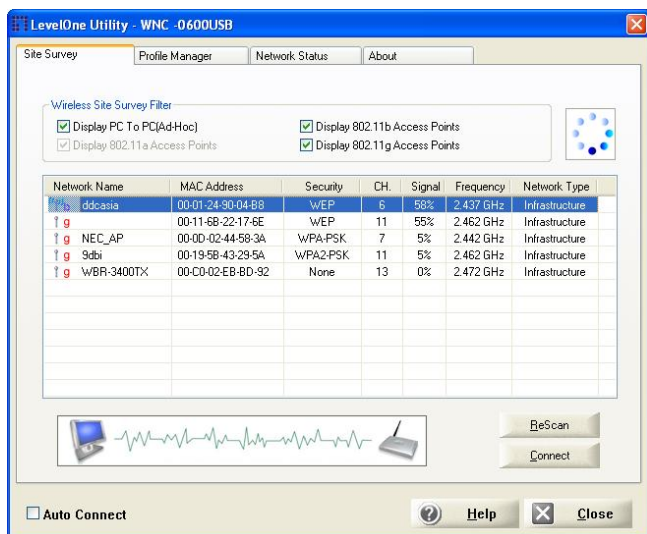 LevelOne Utility - WNC -0600USB
Site Survey Profile Manager Network Status About
Wireless Site Survey Filter
Display PC To PC(Ad-Hoc) Display 802.11b Access Points
Display 802.11a Access Points Display 802.11g Access Points
Network Name MAC Address Security CH. Signal Frequency Network Type
b ddcasia 00-01-24-90-04-B8 WEP 6 58% 2.437 GHz Infrastructure
g 00-11-6B-22-17-6E WEP 11 55% 2.462 GHz Infrastructure
g NEC_AP 00-0D-02-44-58-3A WPA-PSK 7 5% 2.442 GHz Infrastructure
g 9dbi 00-19-5B-43-29-5A WPA2-PSK 11 5% 2.462 GHz Infrastructure
g WBR-3400TX 00-C0-02-EB-BD-92 None 13 0% 2.472 GHz Infrastructure
ReScan
Connect
Auto Connect Help Close